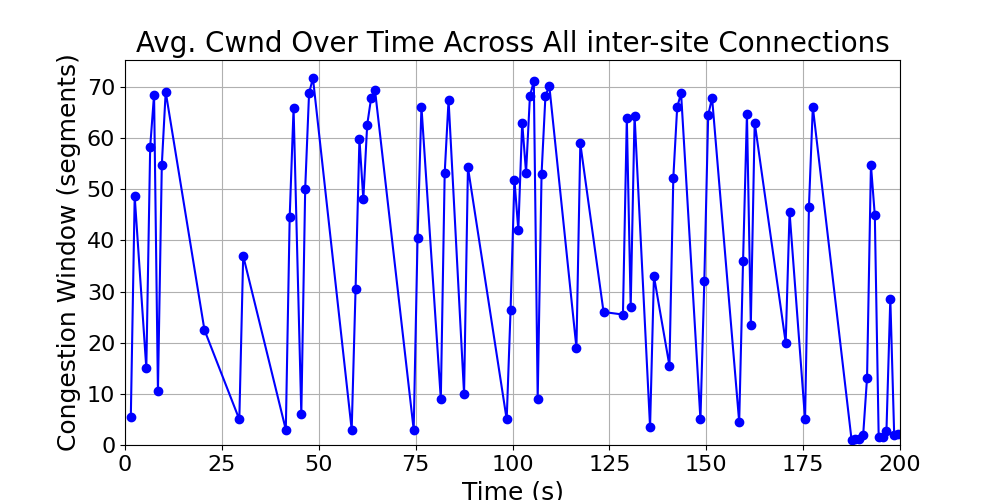 Avg. Cwnd Over Time Across All inter-site Connections
Congestion Window (segments)
70
60
50
40
30
20
10
0
0 25 50 75 100 125 150 175 200
Time (s)